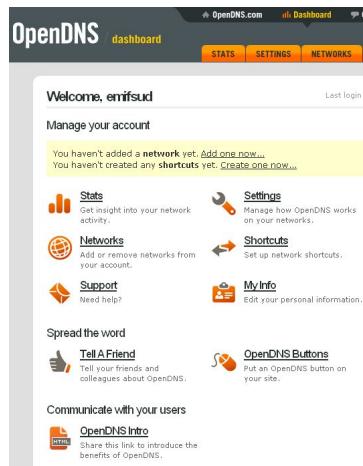 OpenDNS.com Dashboard
OpenDNS / dashboard
STATS SETTINGS NETWORKS
Welcome, emifsud Last login
Manage your account
You haven't added a network yet. Add one now...
You haven't created any shortcuts yet. Create one now...
Stats
Get insight into your network
activity.
Settings
Manage how OpenDNS works
on your networks.
Networks
Add or remove networks from
your account.
Shortcuts
Set up network shortcuts.
Support
Need help?
My Info
Edit your personal information.
Spread the word
Tell A Friend
Tell your friends and
colleagues about OpenDNS.
OpenDNS Buttons
Put an OpenDNS button on
your site.
Communicate with your users
HTML
OpenDNS Intro
Share this link to introduce the
benefits of OpenDNS.